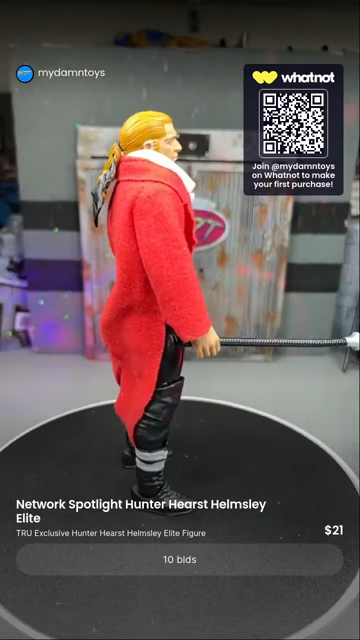 mydamntoys
whatnot
Join @mydamntoys
on Whatnot to make
your first purchase!
Network Spotlight Hunter Hearst Helmsley
Elite
TRU Exclusive Hunter Hearst Helmsley Elite Figure
$21
10 bids